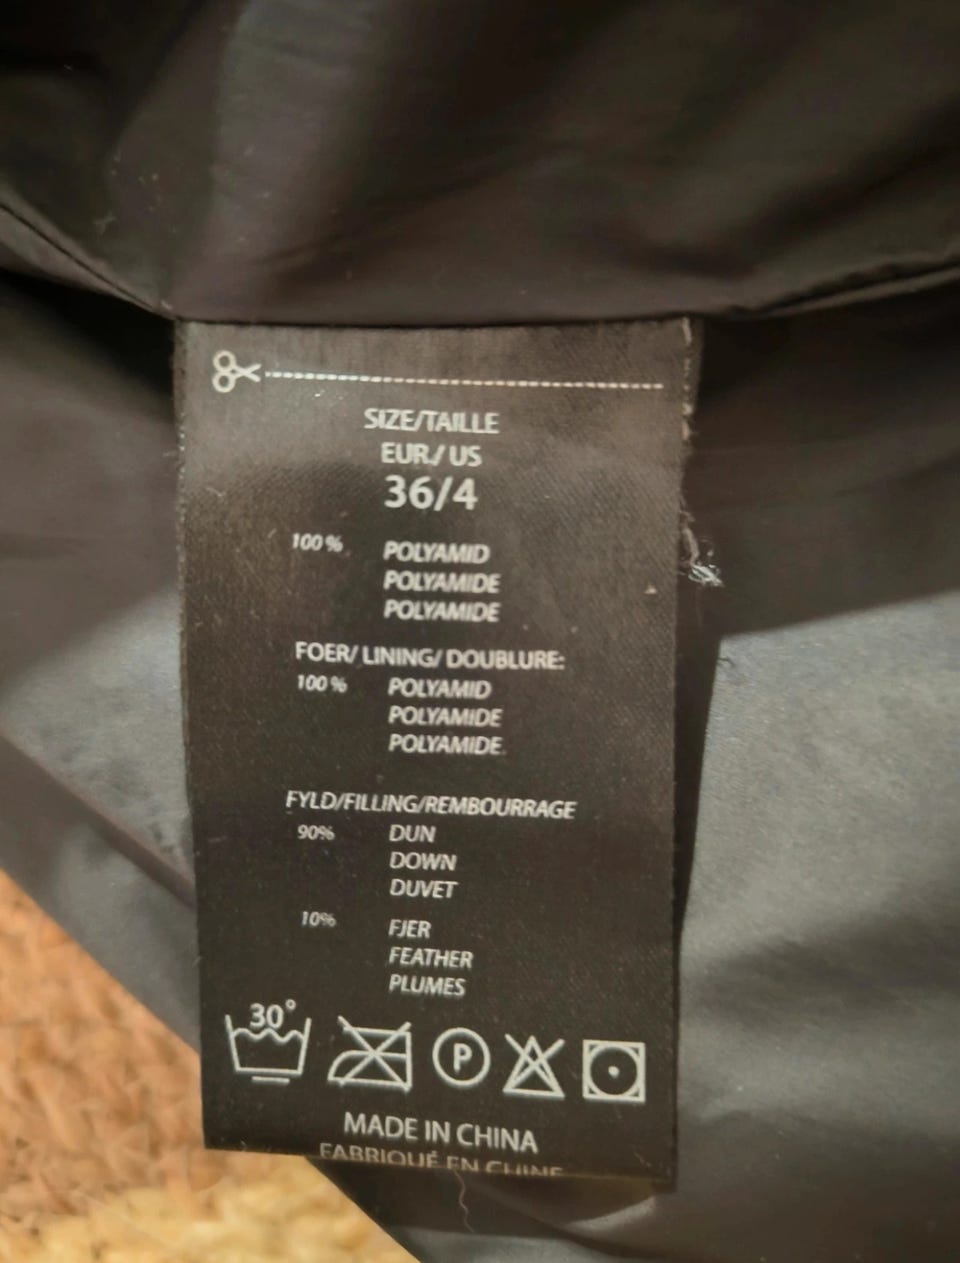 SIZE/TAILLE
EUR/ US
36/4
100 % POLYAMID
POLYAMIDE
POLYAMIDE
FOER/ LINING/ DOUBLURE:
100 % POLYAMID
POLYAMIDE
POLYAMIDE
FYLD/FILLING/REMBOURRAGE
90% DUN
DOWN
DUVET
10% FJER
FEATHER
PLUMES
30°
P
MADE IN CHINA
FABRIQUÉ EN CHINE